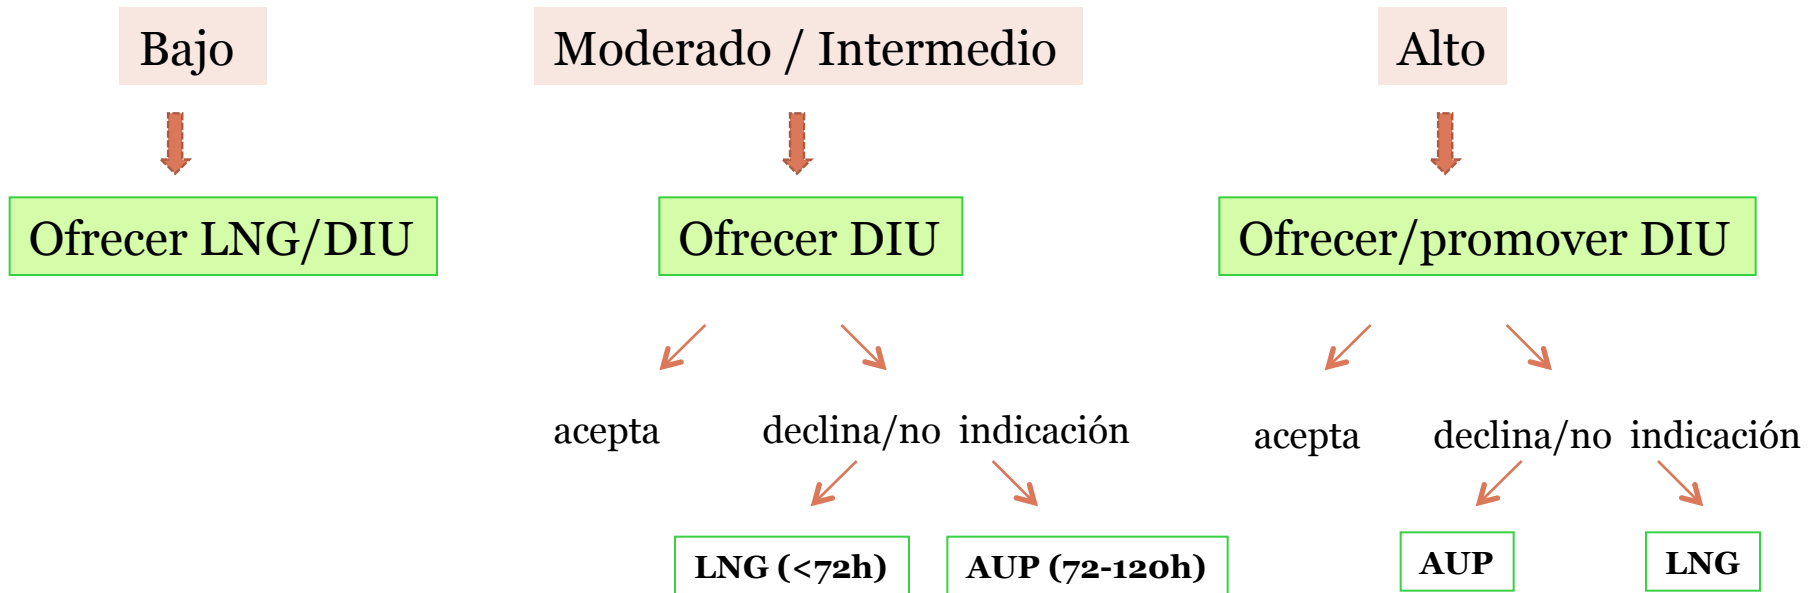 Bajo
Moderado / Intermedio
Alto
Ofrecer LNG/DIU
Ofrecer DIU
Ofrecer/promover DIU
acepta
declina/no indicación
acepta
declina/no indicación
LNG (<72h)
AUP (72-120h)
AUP
LNG